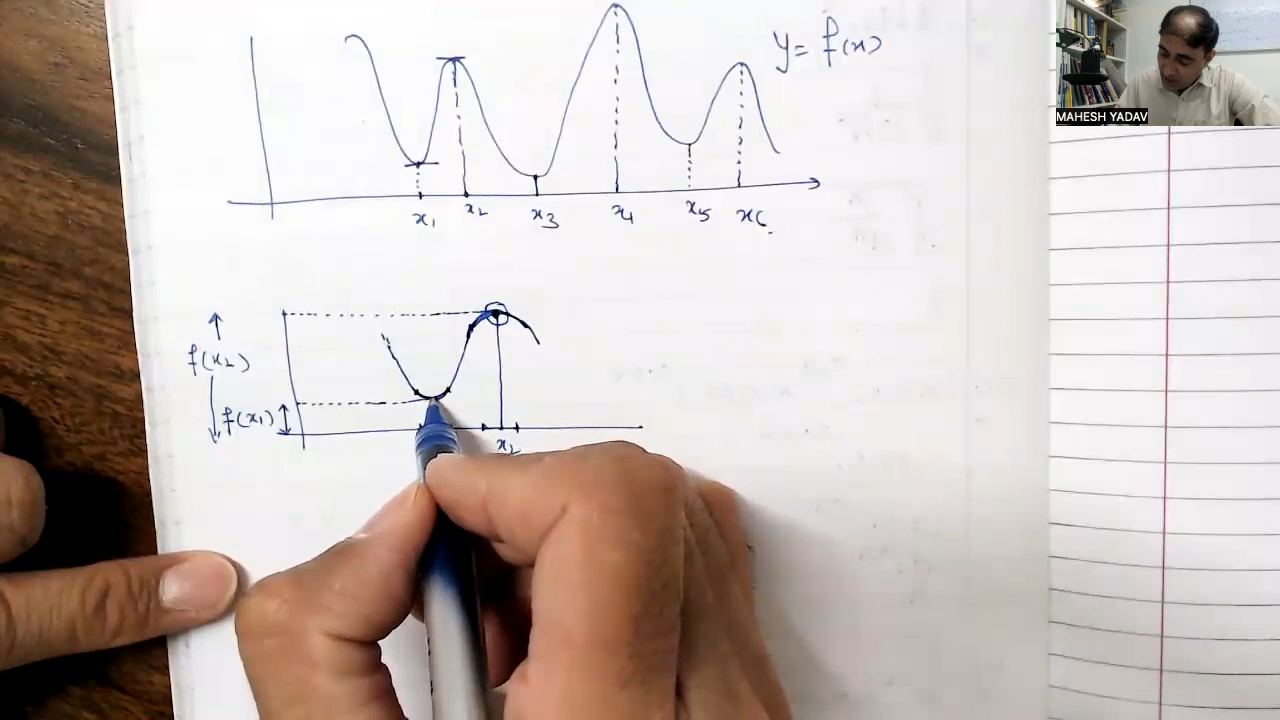 y = f(x)
MAHESH YADAV
x₁ x₂ x₃ x₄ x₅ x₆
f(x₂)
f(x₁)
x₂